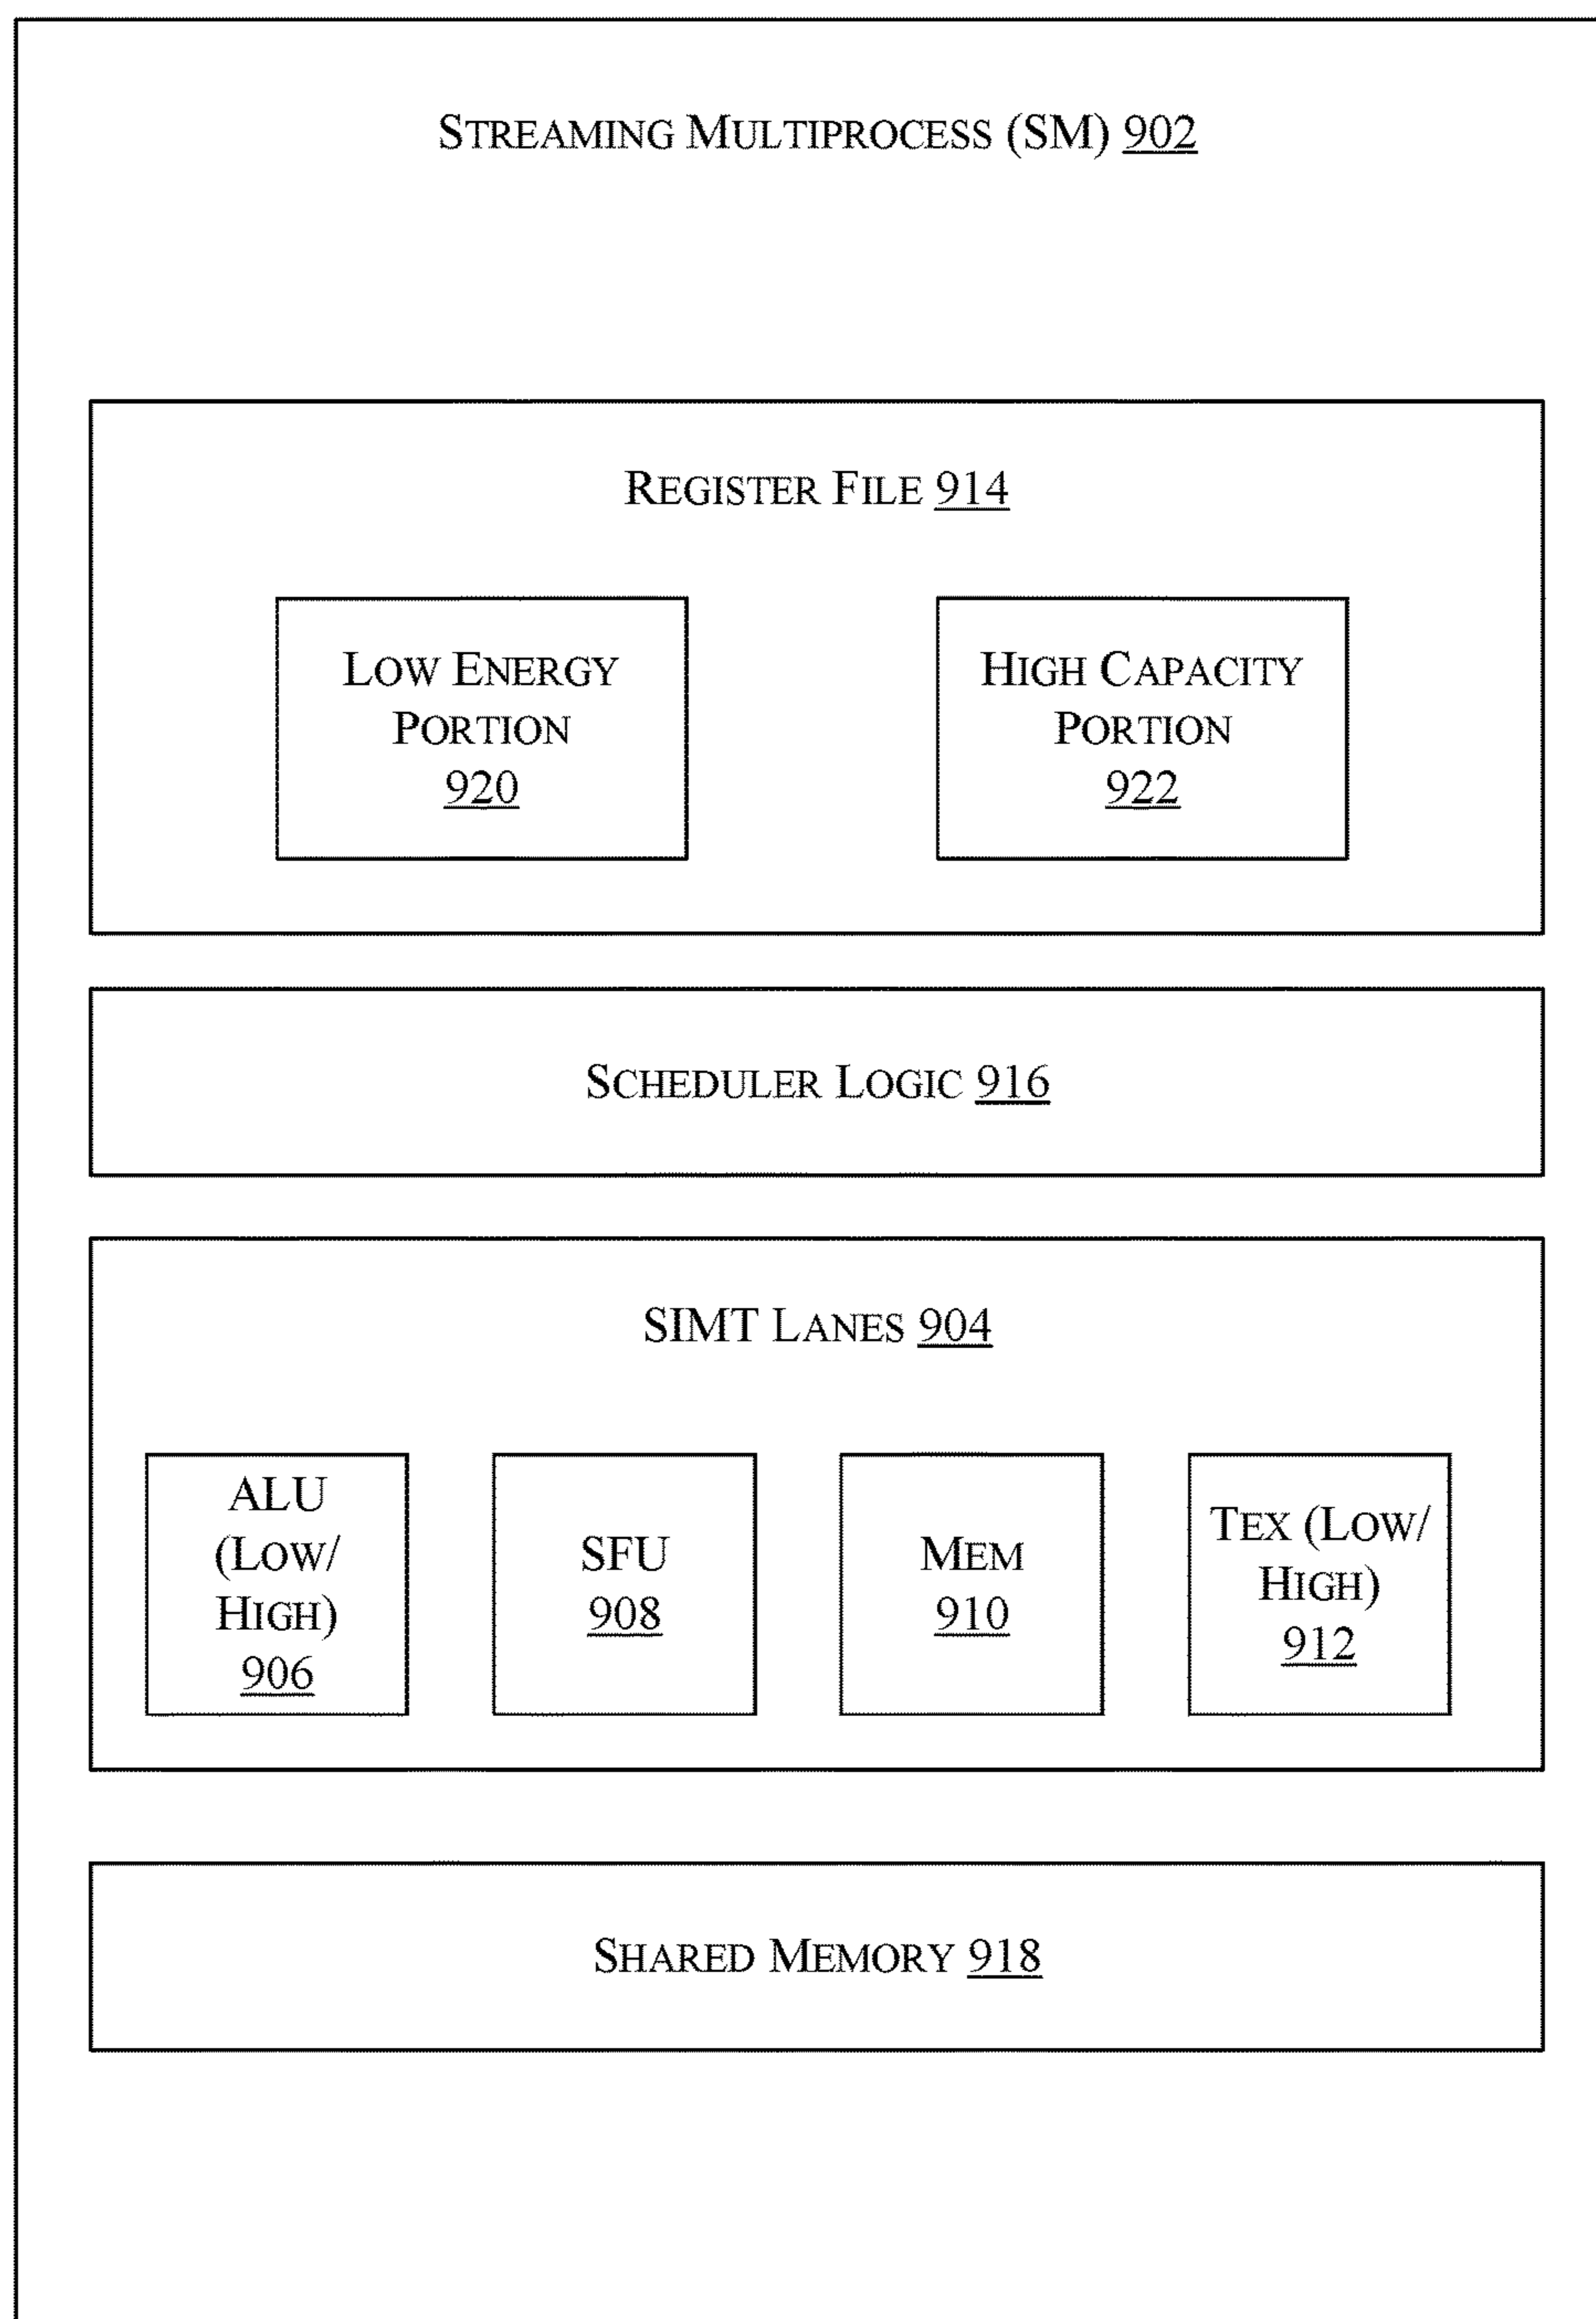 STREAMING MULTIPROCESS (SM) 902
REGISTER FILE 914
LOW ENERGY
PORTION
920
HIGH CAPACITY
PORTION
922
SCHEDULER LOGIC 916
SIMT LANES 904
ALU
(LOW/
HIGH)
906
SFU
908
MEM
910
TEX (LOW/
HIGH)
912
SHARED MEMORY 918